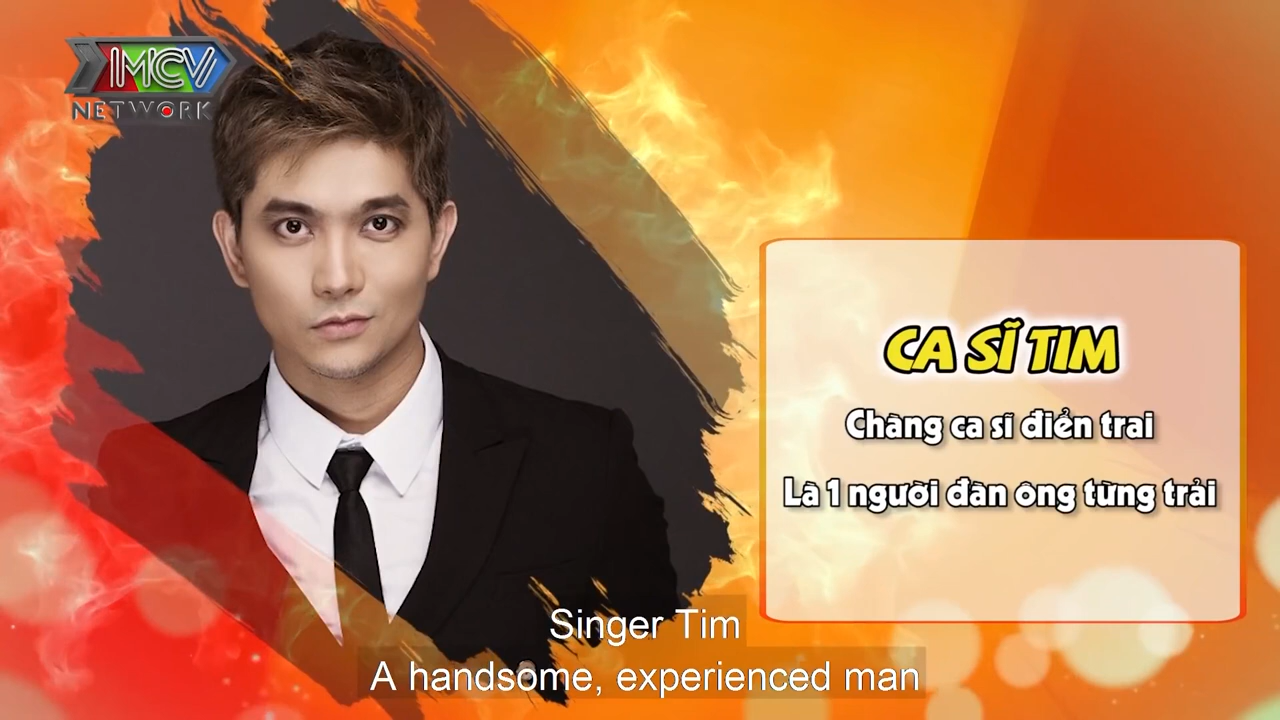 MCV
NETWORK
CA SĨ TIM
Chàng ca sĩ điển trai
Là 1 người đàn ông từng trải
Singer Tim
A handsome, experienced man